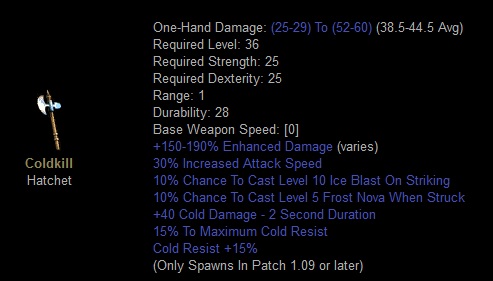 One-Hand Damage: (25-29) To (52-60) (38.5-44.5 Avg)
Required Level: 36
Required Strength: 25
Required Dexterity: 25
Range: 1
Durability: 28
Base Weapon Speed: [0]
+150-190% Enhanced Damage (varies)
30% Increased Attack Speed
10% Chance To Cast Level 10 Ice Blast On Striking
10% Chance To Cast Level 5 Frost Nova When Struck
+40 Cold Damage - 2 Second Duration
15% To Maximum Cold Resist
Cold Resist +15%
(Only Spawns In Patch 1.09 or later)
Coldkill
Hatchet